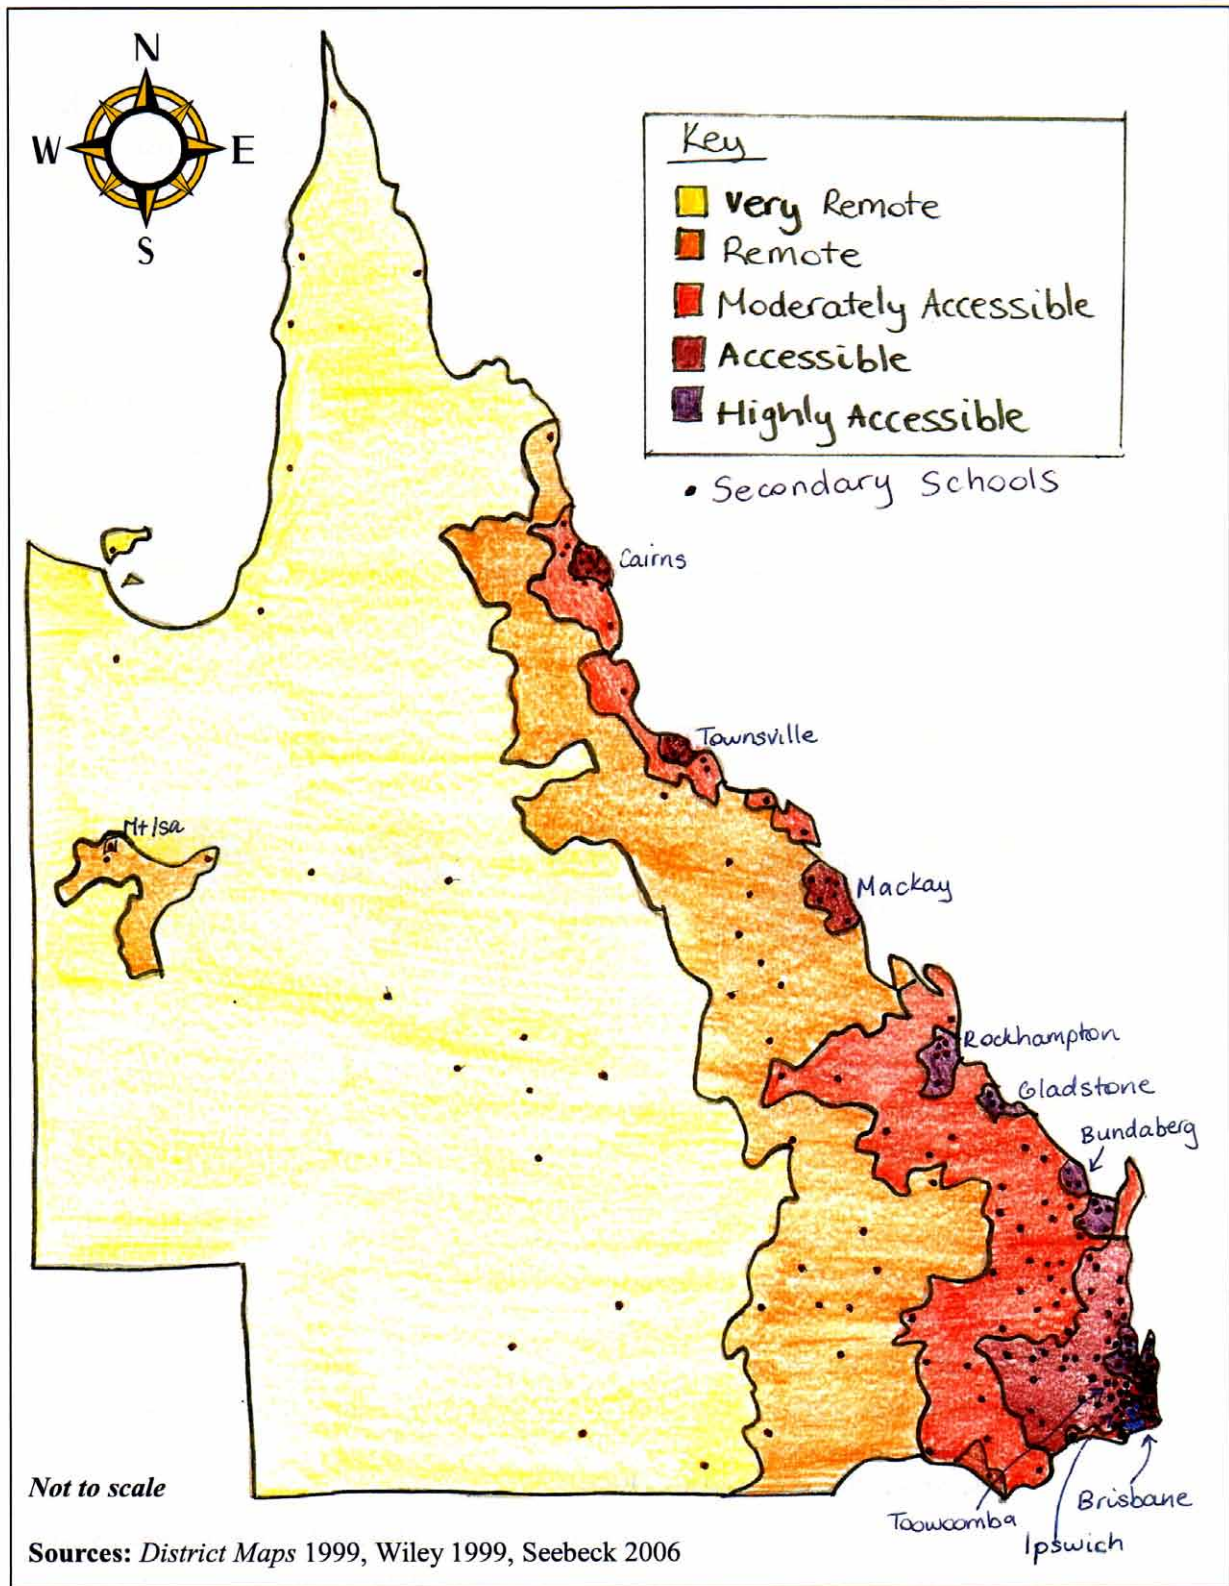 N
W E
S
Key
Very Remote
Remote
Moderately Accessible
Accessible
Highly Accessible
• Secondary Schools
Cairns
Townsville
Mt Isa
Mackay
Rockhampton
Gladstone
Bundaberg
Brisbane
Toowoomba
Ipswich
Not to scale
Sources: District Maps 1999, Wiley 1999, Seebeck 2006